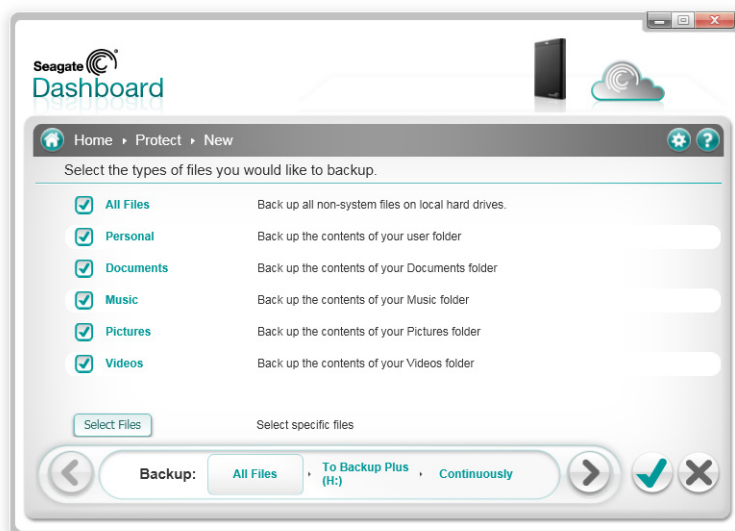 Seagate
Dashboard
Home ▸ Protect ▸ New
?
Select the types of files you would like to backup.
All Files Back up all non-system files on local hard drives.
Personal Back up the contents of your user folder
Documents Back up the contents of your Documents folder
Music Back up the contents of your Music folder
Pictures Back up the contents of your Pictures folder
Videos Back up the contents of your Videos folder
Select Files Select specific files
Backup: All Files ▸ To Backup Plus ▸ Continuously
(H:)